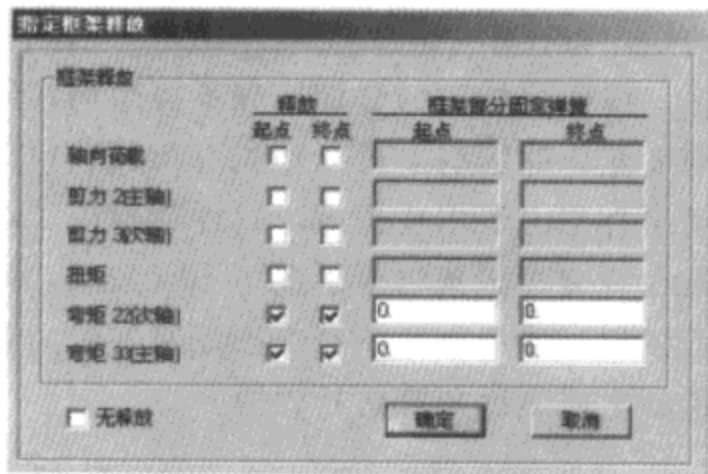 指定框架释放
框架释放
释放 框架部分固定弹簧
起点 终点 起点 终点
轴向荷载
剪力 2(主轴)
剪力 3(次轴)
扭矩
弯矩 22(次轴) 0. 0.
弯矩 33(主轴) 0. 0.
无释放 确定 取消